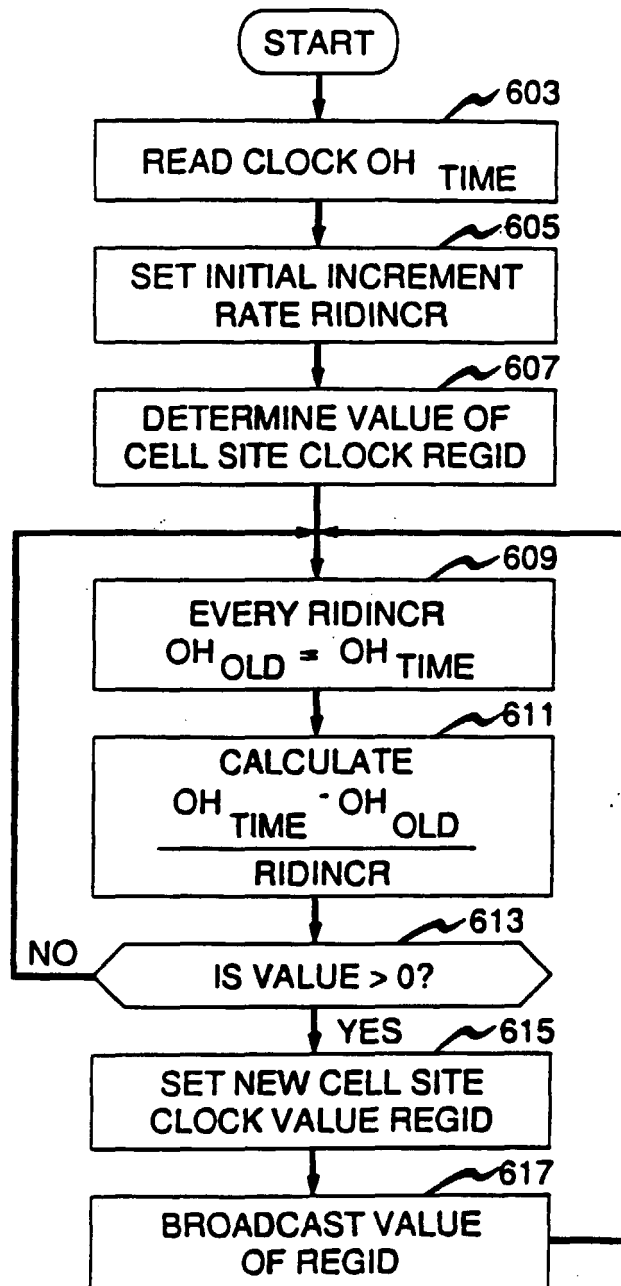 START
603
READ CLOCK OH TIME
605
SET INITIAL INCREMENT
RATE RIDINCR
607
DETERMINE VALUE OF
CELL SITE CLOCK REGID
609
EVERY RIDINCR
OH OLD = OH TIME
611
CALCULATE
OH TIME - OH OLD
RIDINCR
613
NO
IS VALUE > 0?
YES
615
SET NEW CELL SITE
CLOCK VALUE REGID
617
BROADCAST VALUE
OF REGID